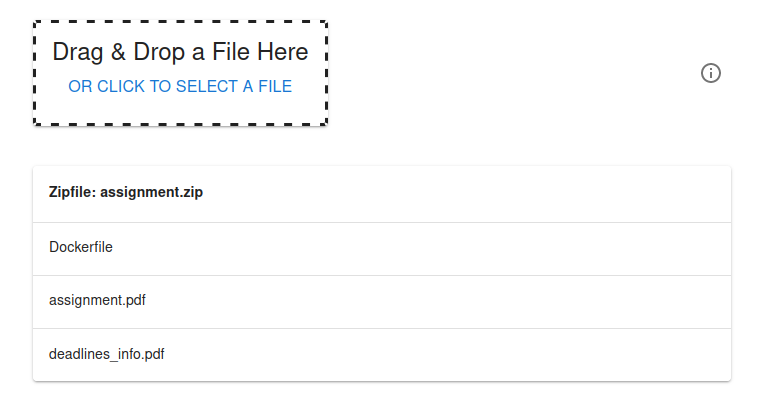 Drag & Drop a File Here
OR CLICK TO SELECT A FILE
Zipfile: assignment.zip
Dockerfile
assignment.pdf
deadlines_info.pdf